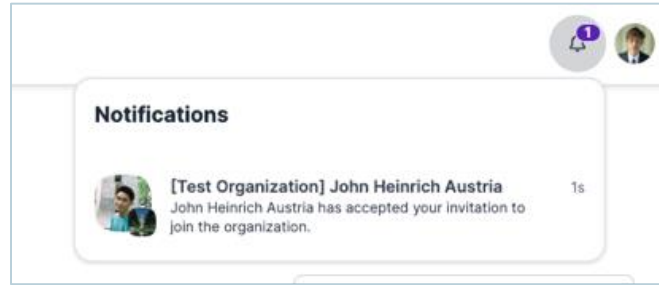 1
Notifications
[Test Organization] John Heinrich Austria 1s
John Heinrich Austria has accepted your invitation to
join the organization.